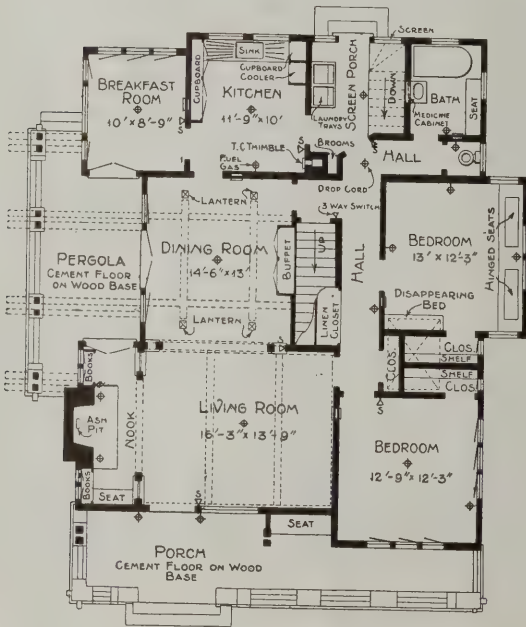 SCREEN
SINK
CUPBOARD
COOLER
CUPBOARD
BREAKFAST
ROOM
10'x8'-9"
KITCHEN
11'-9"x10'
LAUNDRY
TRAYS
SCREEN PORCH
DOWN
BATH
SEAT
MEDICINE
CABINET
S
S
T.C.THIMBLE
BROOMS
FUEL
GAS
HALL
S
DROP CORD
LANTERN
3 WAY SWITCH
PERGOLA
CEMENT FLOOR
ON WOOD
BASE
DINING ROOM
14'-6"x13'
BUFFET
UP
HALL
BEDROOM
13' x 12'-3"
HINGED SEATS
LANTERN
LINEN
CLOSET
DISAPPEARING
BED
S
CLOS.
SHELF
SHELF
CLOS.
CLOS.
BOOKS
ASH
PIT
NOOK
LIVING ROOM
16'-3"x13'-9"
S
BEDROOM
12'-9"x12'-3"
BOOKS
SEAT
S
SEAT
PORCH
CEMENT FLOOR ON WOOD
BASE